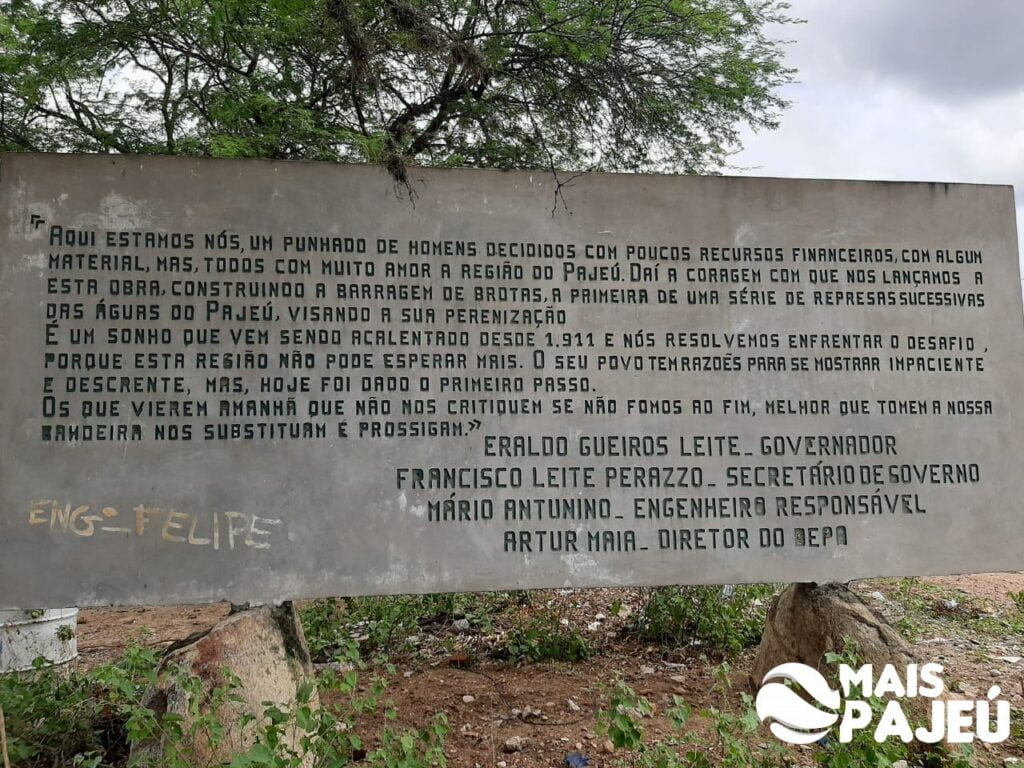 "AQUI ESTAMOS NÓS, UM PUNHADO DE HOMENS DECIDIDOS COM POUCOS RECURSOS FINANCEIROS, COM ALGUM
MATERIAL, MAS, TODOS COM MUITO AMOR A REGIÃO DO PAJEÚ. DAÍ A CORAGEM COM QUE NOS LANÇAMOS A
ESTA OBRA, CONSTRUINDO A BARRAGEM DE BROTAS, A PRIMEIRA DE UMA SÉRIE DE REPRESAS SUCESSIVAS
DAS ÁGUAS DO PAJEÚ, VISANDO A SUA PERENIZAÇÃO
É UM SONHO QUE VEM SENDO ACALENTADO DESDE 1.911 E NÓS RESOLVEMOS ENFRENTAR O DESAFIO,
PORQUE ESTA REGIÃO NÃO PODE ESPERAR MAIS. O SEU POVO TEM RAZÕES PARA SE MOSTRAR IMPACIENTE
E DESCRENTE, MAS, HOJE FOI DADO O PRIMEIRO PASSO.
OS QUE VIEREM AMANHÃ QUE NÃO NOS CRITIQUEM SE NÃO FOMOS AO FIM, MELHOR QUE TOMEM A NOSSA
BANDEIRA NOS SUBSTITUAM E PROSSIGAM."
ERALDO GUEIROS LEITE_ GOVERNADOR
FRANCISCO LEITE PERAZZO_ SECRETÁRIO DE GOVERNO
MÁRIO ANTUNINO_ ENGENHEIRO RESPONSÁVEL
ARTUR MAIA_ DIRETOR DO DEPA
ENGº- FELIPE
MAIS
PAJEÚ